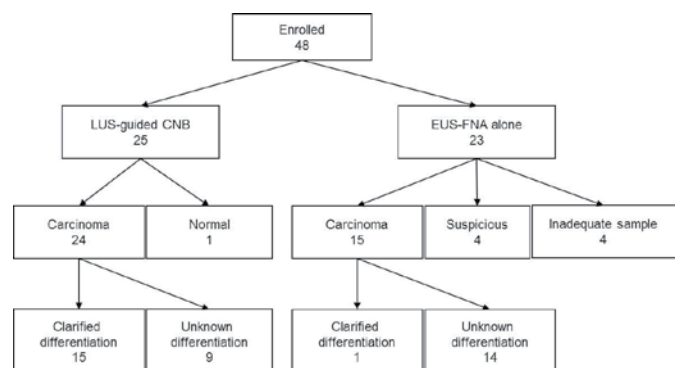 Enrolled
48
LUS-guided CNB
25
EUS-FNA alone
23
Carcinoma
24
Normal
1
Carcinoma
15
Suspicious
4
Inadequate sample
4
Clarified
differentiation
15
Unknown
differentiation
9
Clarified
differentiation
1
Unknown
differentiation
14